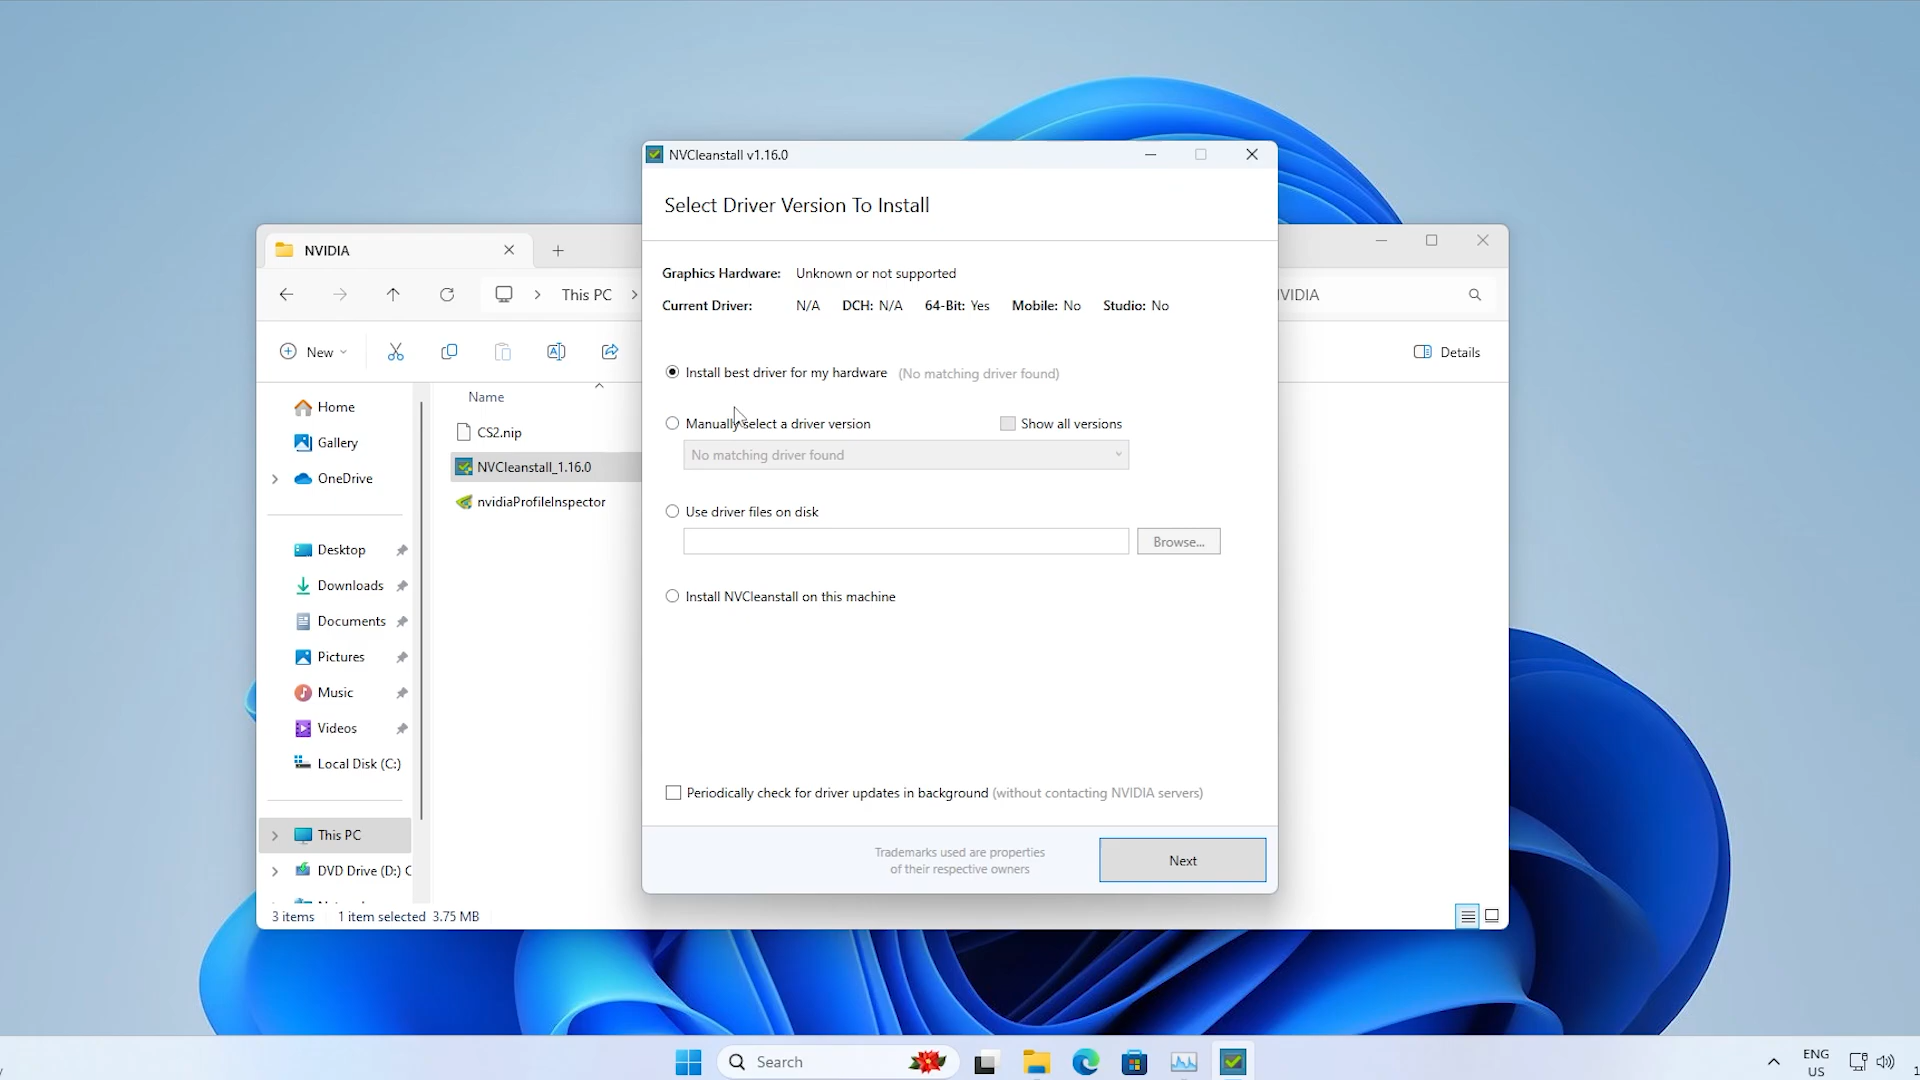 NVCleanstall v1.16.0
Select Driver Version To Install
NVIDIA
This PC
VIDIA
Graphics Hardware: Unknown or not supported
Current Driver: N/A DCH: N/A 64-Bit: Yes Mobile: No Studio: No
New
Details
Install best driver for my hardware (No matching driver found)
Manually select a driver version
Show all versions
No matching driver found
Use driver files on disk
Browse...
Install NVCleanstall on this machine
Periodically check for driver updates in background (without contacting NVIDIA servers)
Trademarks used are properties
of their respective owners
Next
Home
Gallery
OneDrive
Desktop
Downloads
Documents
Pictures
Music
Videos
Local Disk (C:)
This PC
DVD Drive (D:) C
Name
CS2.nip
NVCleanstall_1.16.0
nvidiaProfileInspector
3 items 1 item selected 3.75 MB
Search
ENG
US